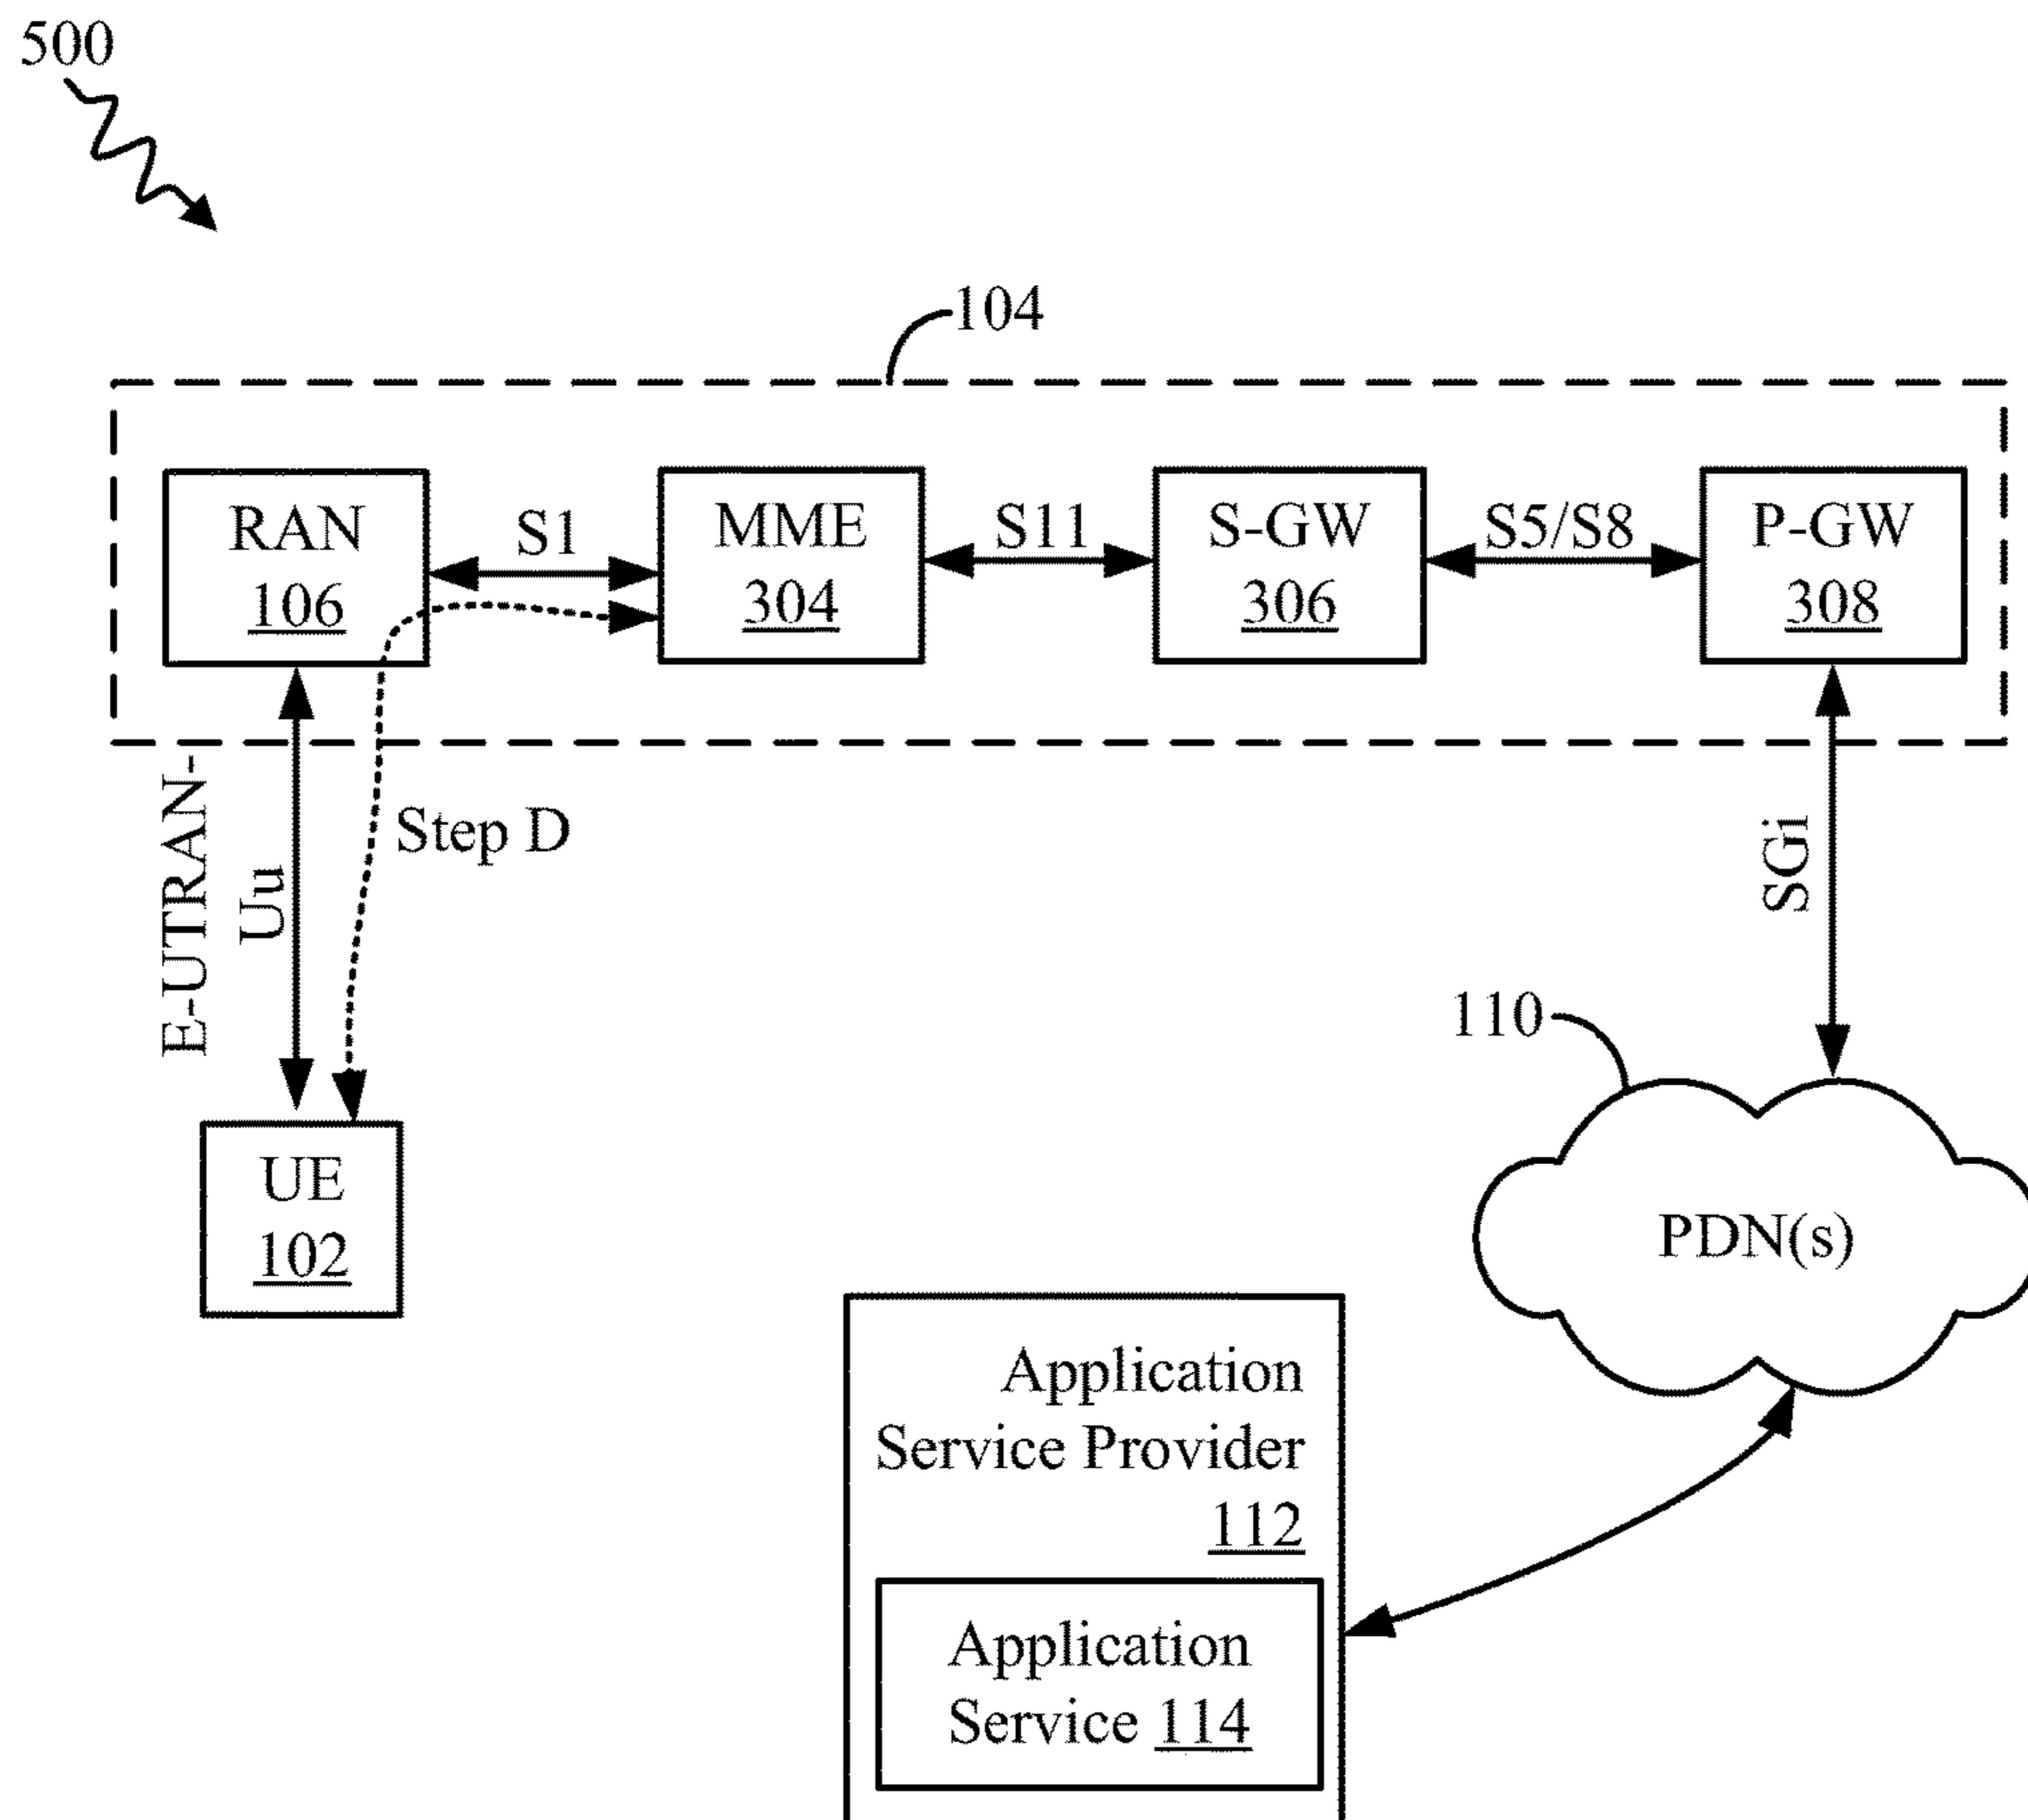 500
104
RAN
106
S1
MME
304
S11
S-GW
306
S5/S8
P-GW
308
E-UTRAN-
Uu
Step D
SGi
UE
102
110
PDN(s)
Application
Service Provider
112
Application
Service 114